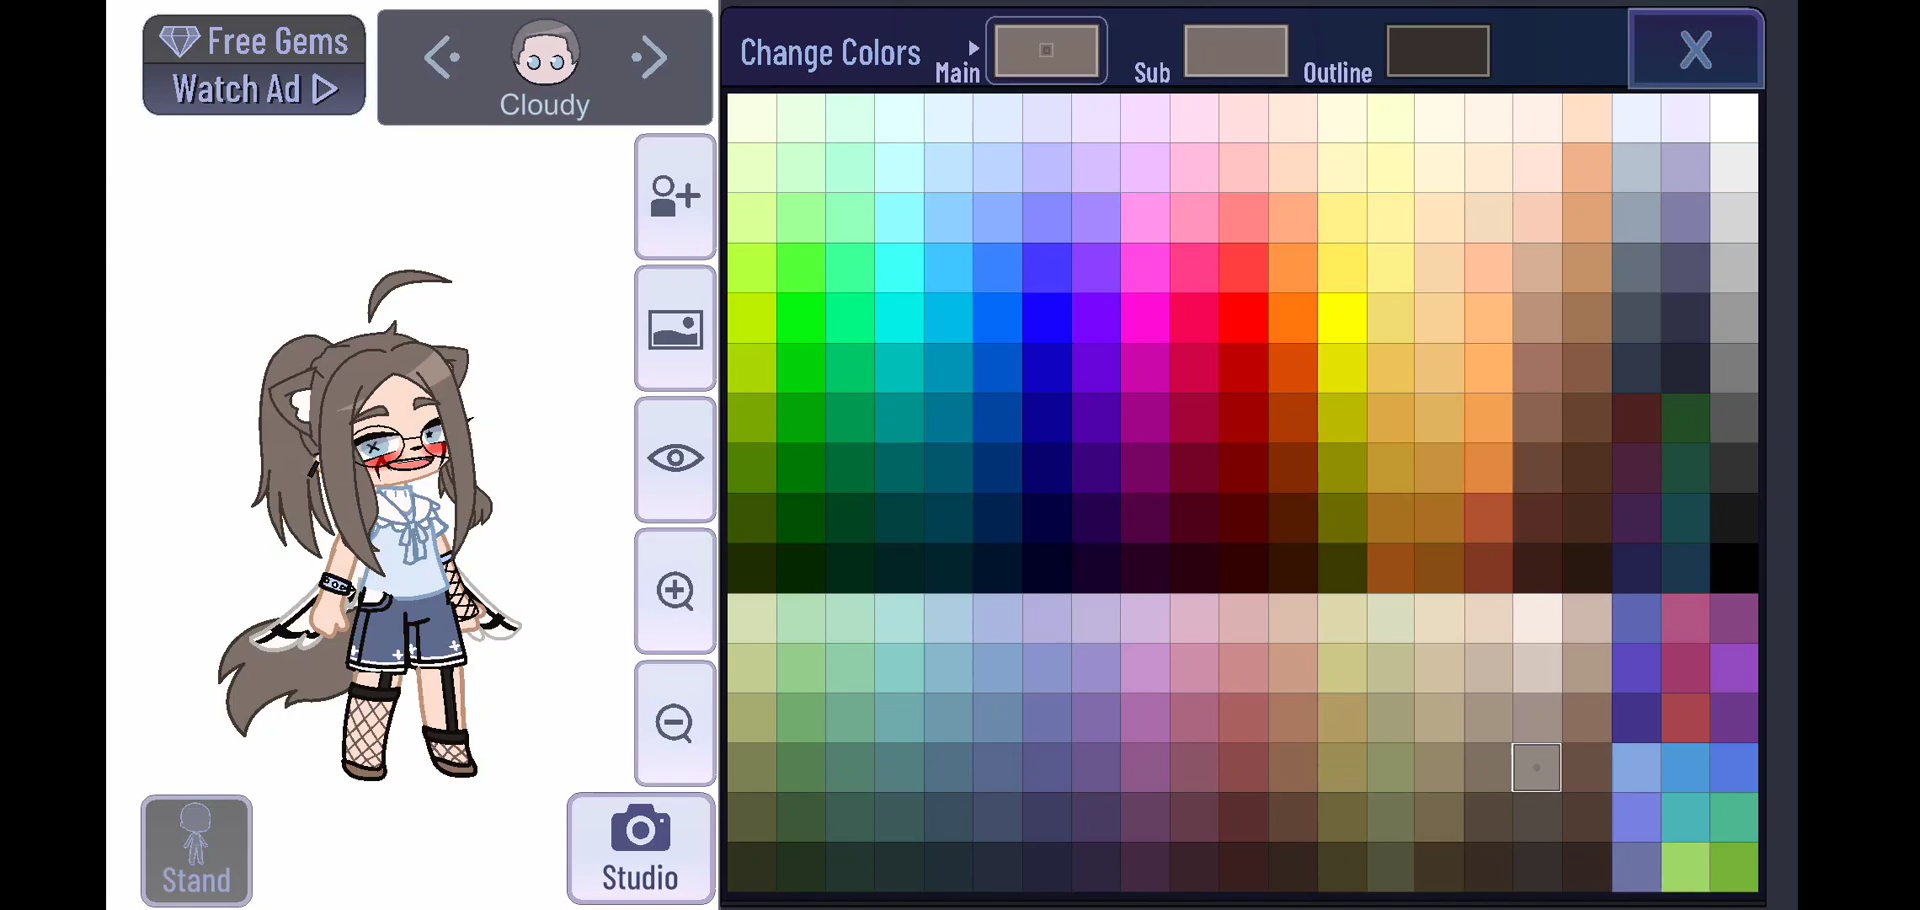 Free Gems
Watch Ad
Cloudy
Change Colors
Main
Sub
Outline
X
Stand
Studio